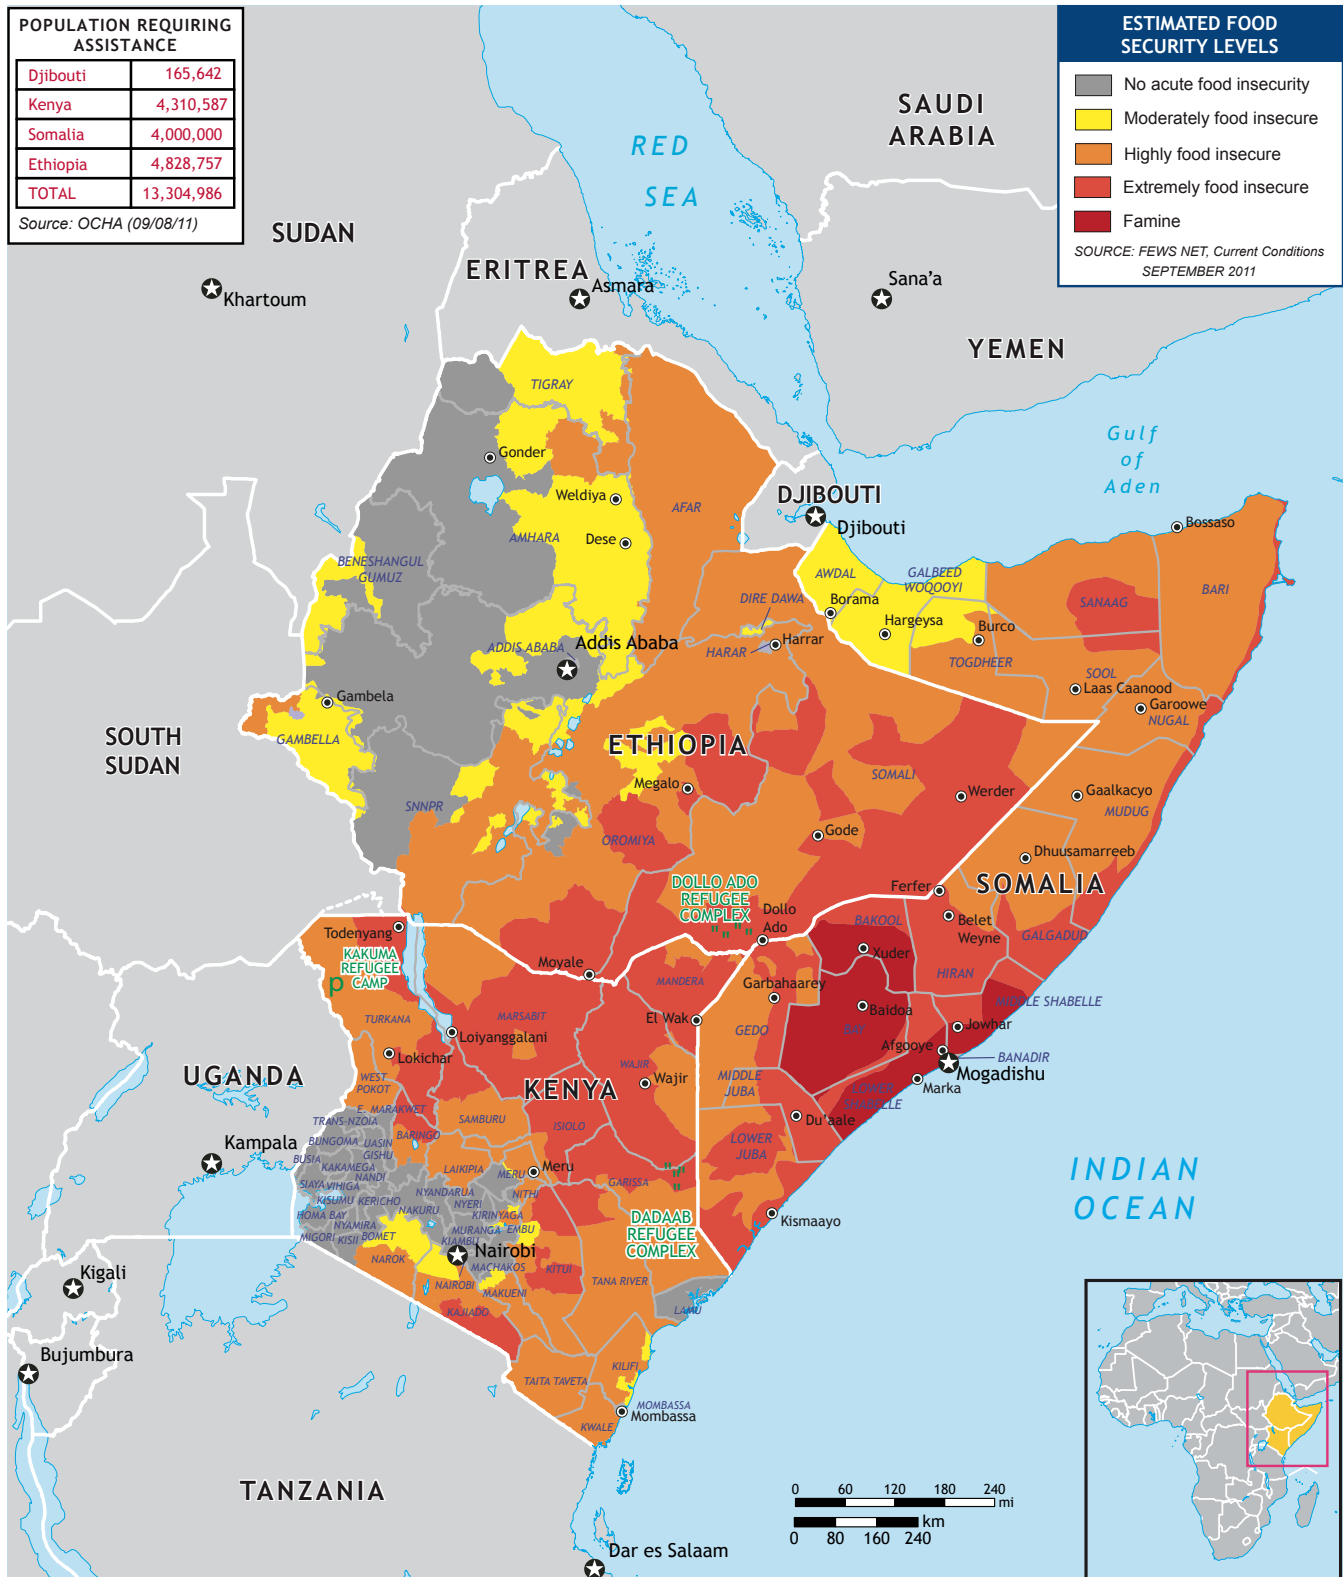 POPULATION REQUIRING
ASSISTANCE
Djibouti 165,642
Kenya 4,310,587
Somalia 4,000,000
Ethiopia 4,828,757
TOTAL 13,304,986
Source: OCHA (09/08/11)
ESTIMATED FOOD
SECURITY LEVELS
No acute food insecurity
Moderately food insecure
Highly food insecure
Extremely food insecure
Famine
SOURCE: FEWS NET, Current Conditions
SEPTEMBER 2011
SAUDI
ARABIA
RED
SEA
SUDAN
Khartoum
ERITREA
Asmara
Sana'a
YEMEN
TIGRAY
Gulf
of
Aden
Gonder
Weldiya
AFAR
DJIBOUTI
Djibouti
Bossaso
AMHARA
Dese
BENESHANGUL
GUMUZ
AWDAL
GALBEED
WOQOOYI
BARI
DIRE DAWA
SANAAG
Borama
Hargeysa
Burco
ADDIS ABABA
Addis Ababa
HARAR
Harrar
TOGDHEER
SOOL
Laas Caanood
Gambela
Garoowe
NUGAL
GAMBELLA
SOUTH
SUDAN
ETHIOPIA
SOMALI
Megalo
Werder
Gaalkacyo
MUDUG
SNNPR
OROMIYA
Gode
Dhuusamarreeb
DOLLO ADO
REFUGEE
COMPLEX
Ferfer
SOMALIA
Dollo
Ado
BAKOOL
Belet
Weyne
GALGADUD
Todenyang
KAKUMA
REFUGEE
CAMP
p
Xuder
Moyale
MANDERA
Garbahaarey
HIRAN
MIDDLE SHABELLE
TURKANA
MARSABIT
El Wak
Baidoa
BAY
GEDO
Jowhar
Loiyanggalani
Afgooye
BANADIR
Mogadishu
Lokichar
WAJIR
Wajir
UGANDA
KENYA
WEST
POKOT
MIDDLE
JUBA
LOWER
SHABELLE
Marka
E. MARAKWET
TRANS-NZOIA
SAMBURU
ISIOLO
Du'aale
Kampala
BUNGOMA
UASIN
GISHU
BARINGO
LOWER
JUBA
BUSIA
KAKAMEGA
NANDI
LAIKIPIA
MERU
Meru
INDIAN
OCEAN
SIAYA
VIHIGA
KISUMU
KERICHO
NYANDARUA
NYERI
NITHI
GARISSA
HOMA BAY
NYAMIRA
NAKURU
KIRINYAGA
Kismaayo
MIGORI
KISII
BOMET
MURANGA
EMBU
KIAMBU
DADAAB
REFUGEE
COMPLEX
Nairobi
NAROK
MACHAKOS
KITUI
Kigali
NAIROBI
MAKUENI
TANA RIVER
KAJIADO
LAMU
Bujumbura
TAITA TAVETA
KILIFI
MOMBASSA
Mombassa
KWALE
TANZANIA
0 60 120 180 240
mi
km
0 80 160 240
Dar es Salaam